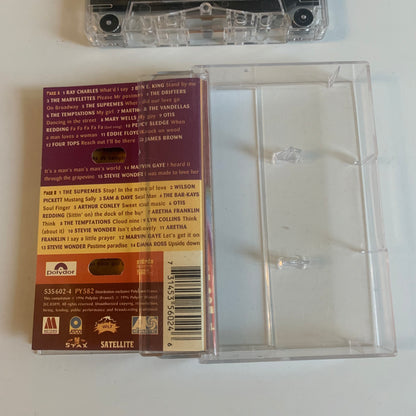 FACE A 1 RAY CHARLES What'd I say 2 BEN E. KING Stand by me
3 THE MARVELETTES Please Mr postman 4 THE DRIFTERS
On Broadway 5 THE SUPREMES Where did our love go
6 THE TEMPTATIONS My girl 7 MARTHA & THE VANDELLAS
Dancing in the street 8 MARY WELLS My guy 9 OTIS
REDDING Fa Fa Fa Fa Fa 10 PERCY SLEDGE When
a man loves a woman 11 EDDIE FLOYD Knock on wood
12 FOUR TOPS Reach out I'll be there 13 JAMES BROWN
It's a man's man's man's world
14 MARVIN GAYE I heard it
through the grapevine
15 STEVIE WONDER I was made to love her
FACE B 1 THE SUPREMES Stop! In the name of love 2 WILSON
PICKETT Mustang Sally 3 SAM & DAVE Soul man 4 THE BAR-KAYS
Soul Finger 5 ARTHUR CONLEY Sweet soul music 6 OTIS
REDDING (Sittin' on) the dock of the bay 7 ARETHA FRANKLIN
Think 8 THE TEMPTATIONS Cloud nine 9 LYN COLLINS Think
(about it) 10 STEVIE WONDER Isn't she lovely 11 ARETHA
FRANKLIN I say a little prayer 12 MARVIN GAYE Let's get it on
13 STEVIE WONDER Pastime paradise 14 DIANA ROSS Upside down
polydor
535 602-4 PY 582
7 31453 56024 6
STAX
SATELLITE